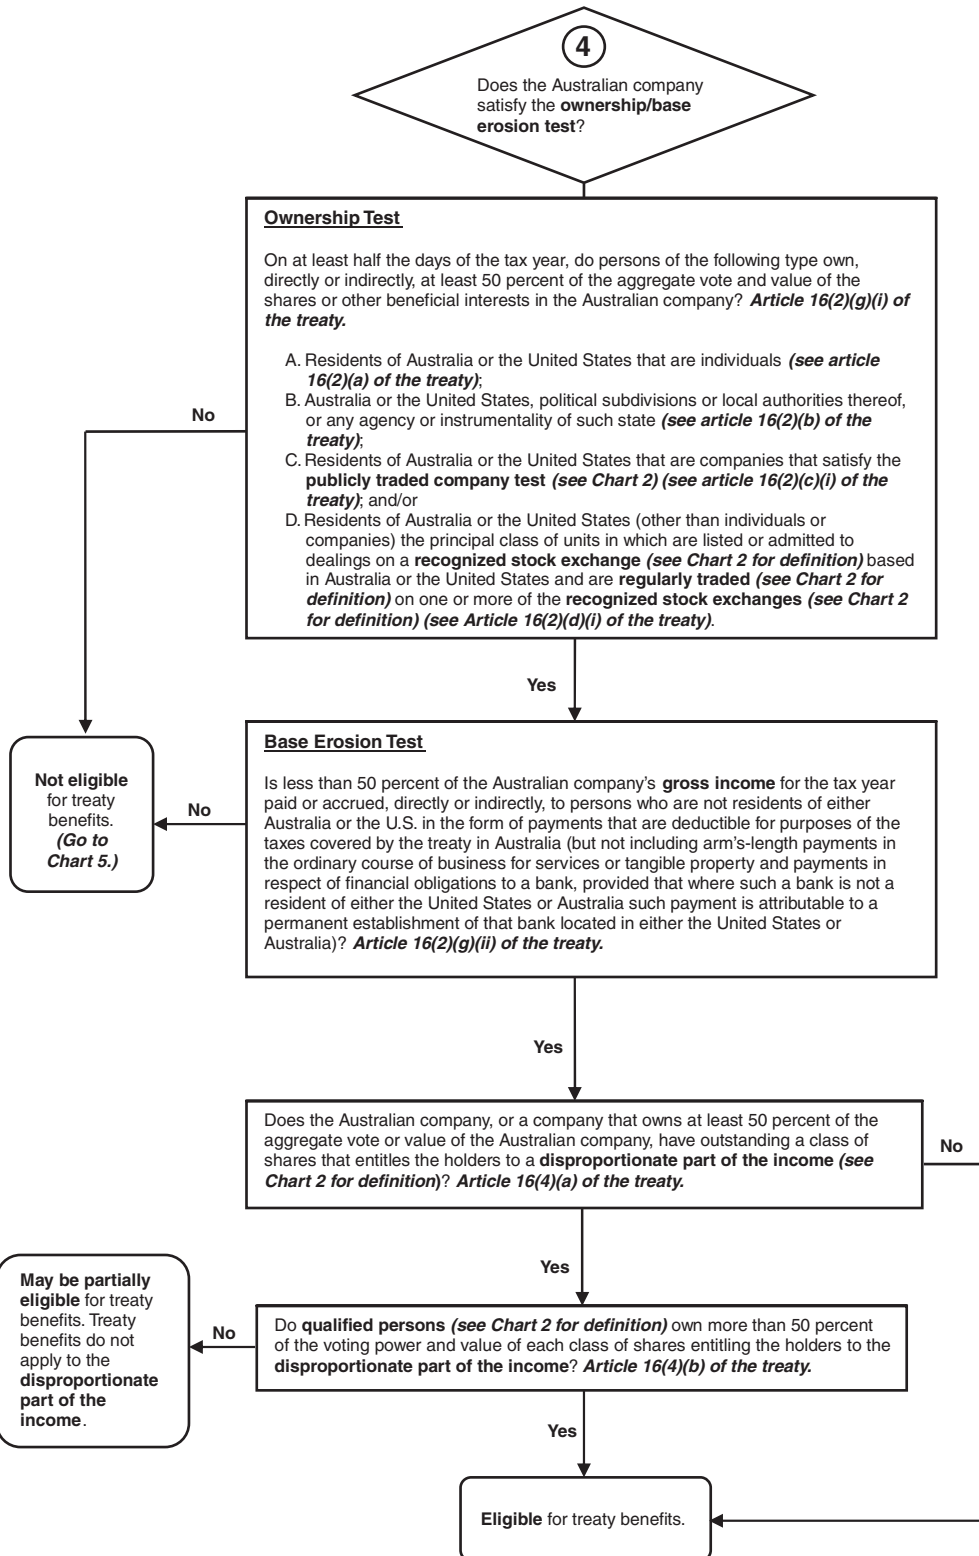 4
Does the Australian company
satisfy the ownership/base
erosion test?
Ownership Test
On at least half the days of the tax year, do persons of the following type own,
directly or indirectly, at least 50 percent of the aggregate vote and value of the
shares or other beneficial interests in the Australian company? Article 16(2)(g)(i) of
the treaty.
A. Residents of Australia or the United States that are individuals (see article
16(2)(a) of the treaty);
B. Australia or the United States, political subdivisions or local authorities thereof,
or any agency or instrumentality of such state (see article 16(2)(b) of the
treaty);
C. Residents of Australia or the United States that are companies that satisfy the
publicly traded company test (see Chart 2) (see article 16(2)(c)(i) of the
treaty); and/or
D. Residents of Australia or the United States (other than individuals or
companies) the principal class of units in which are listed or admitted to
dealings on a recognized stock exchange (see Chart 2 for definition) based
in Australia or the United States and are regularly traded (see Chart 2 for
definition) on one or more of the recognized stock exchanges (see Chart 2
for definition) (see Article 16(2)(d)(i) of the treaty).
No
Yes
Not eligible
for treaty
benefits.
(Go to
Chart 5.)
No
Base Erosion Test
Is less than 50 percent of the Australian company's gross income for the tax year
paid or accrued, directly or indirectly, to persons who are not residents of either
Australia or the U.S. in the form of payments that are deductible for purposes of the
taxes covered by the treaty in Australia (but not including arm's-length payments in
the ordinary course of business for services or tangible property and payments in
respect of financial obligations to a bank, provided that where such a bank is not a
resident of either the United States or Australia such payment is attributable to a
permanent establishment of that bank located in either the United States or
Australia)? Article 16(2)(g)(ii) of the treaty.
Yes
Does the Australian company, or a company that owns at least 50 percent of the
aggregate vote or value of the Australian company, have outstanding a class of
shares that entitles the holders to a disproportionate part of the income (see
Chart 2 for definition)? Article 16(4)(a) of the treaty.
No
Yes
May be partially
eligible for treaty
benefits. Treaty
benefits do not
apply to the
disproportionate
part of the
income.
No
Do qualified persons (see Chart 2 for definition) own more than 50 percent
of the voting power and value of each class of shares entitling the holders to the
disproportionate part of the income? Article 16(4)(b) of the treaty.
Yes
Eligible for treaty benefits.